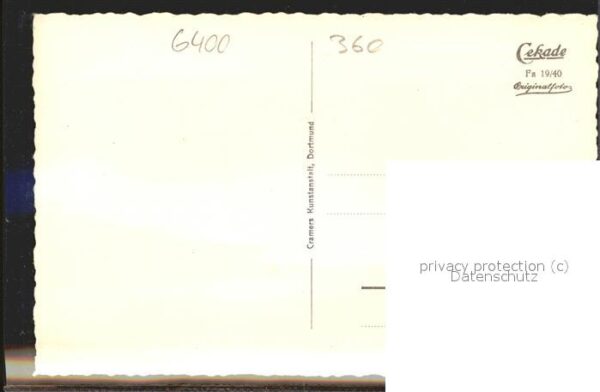 6400
360
Cekade
Fa 19/40
Originalfoto
Cramers Kunstanstalt, Dortmund
privacy protection (c)
Datenschutz